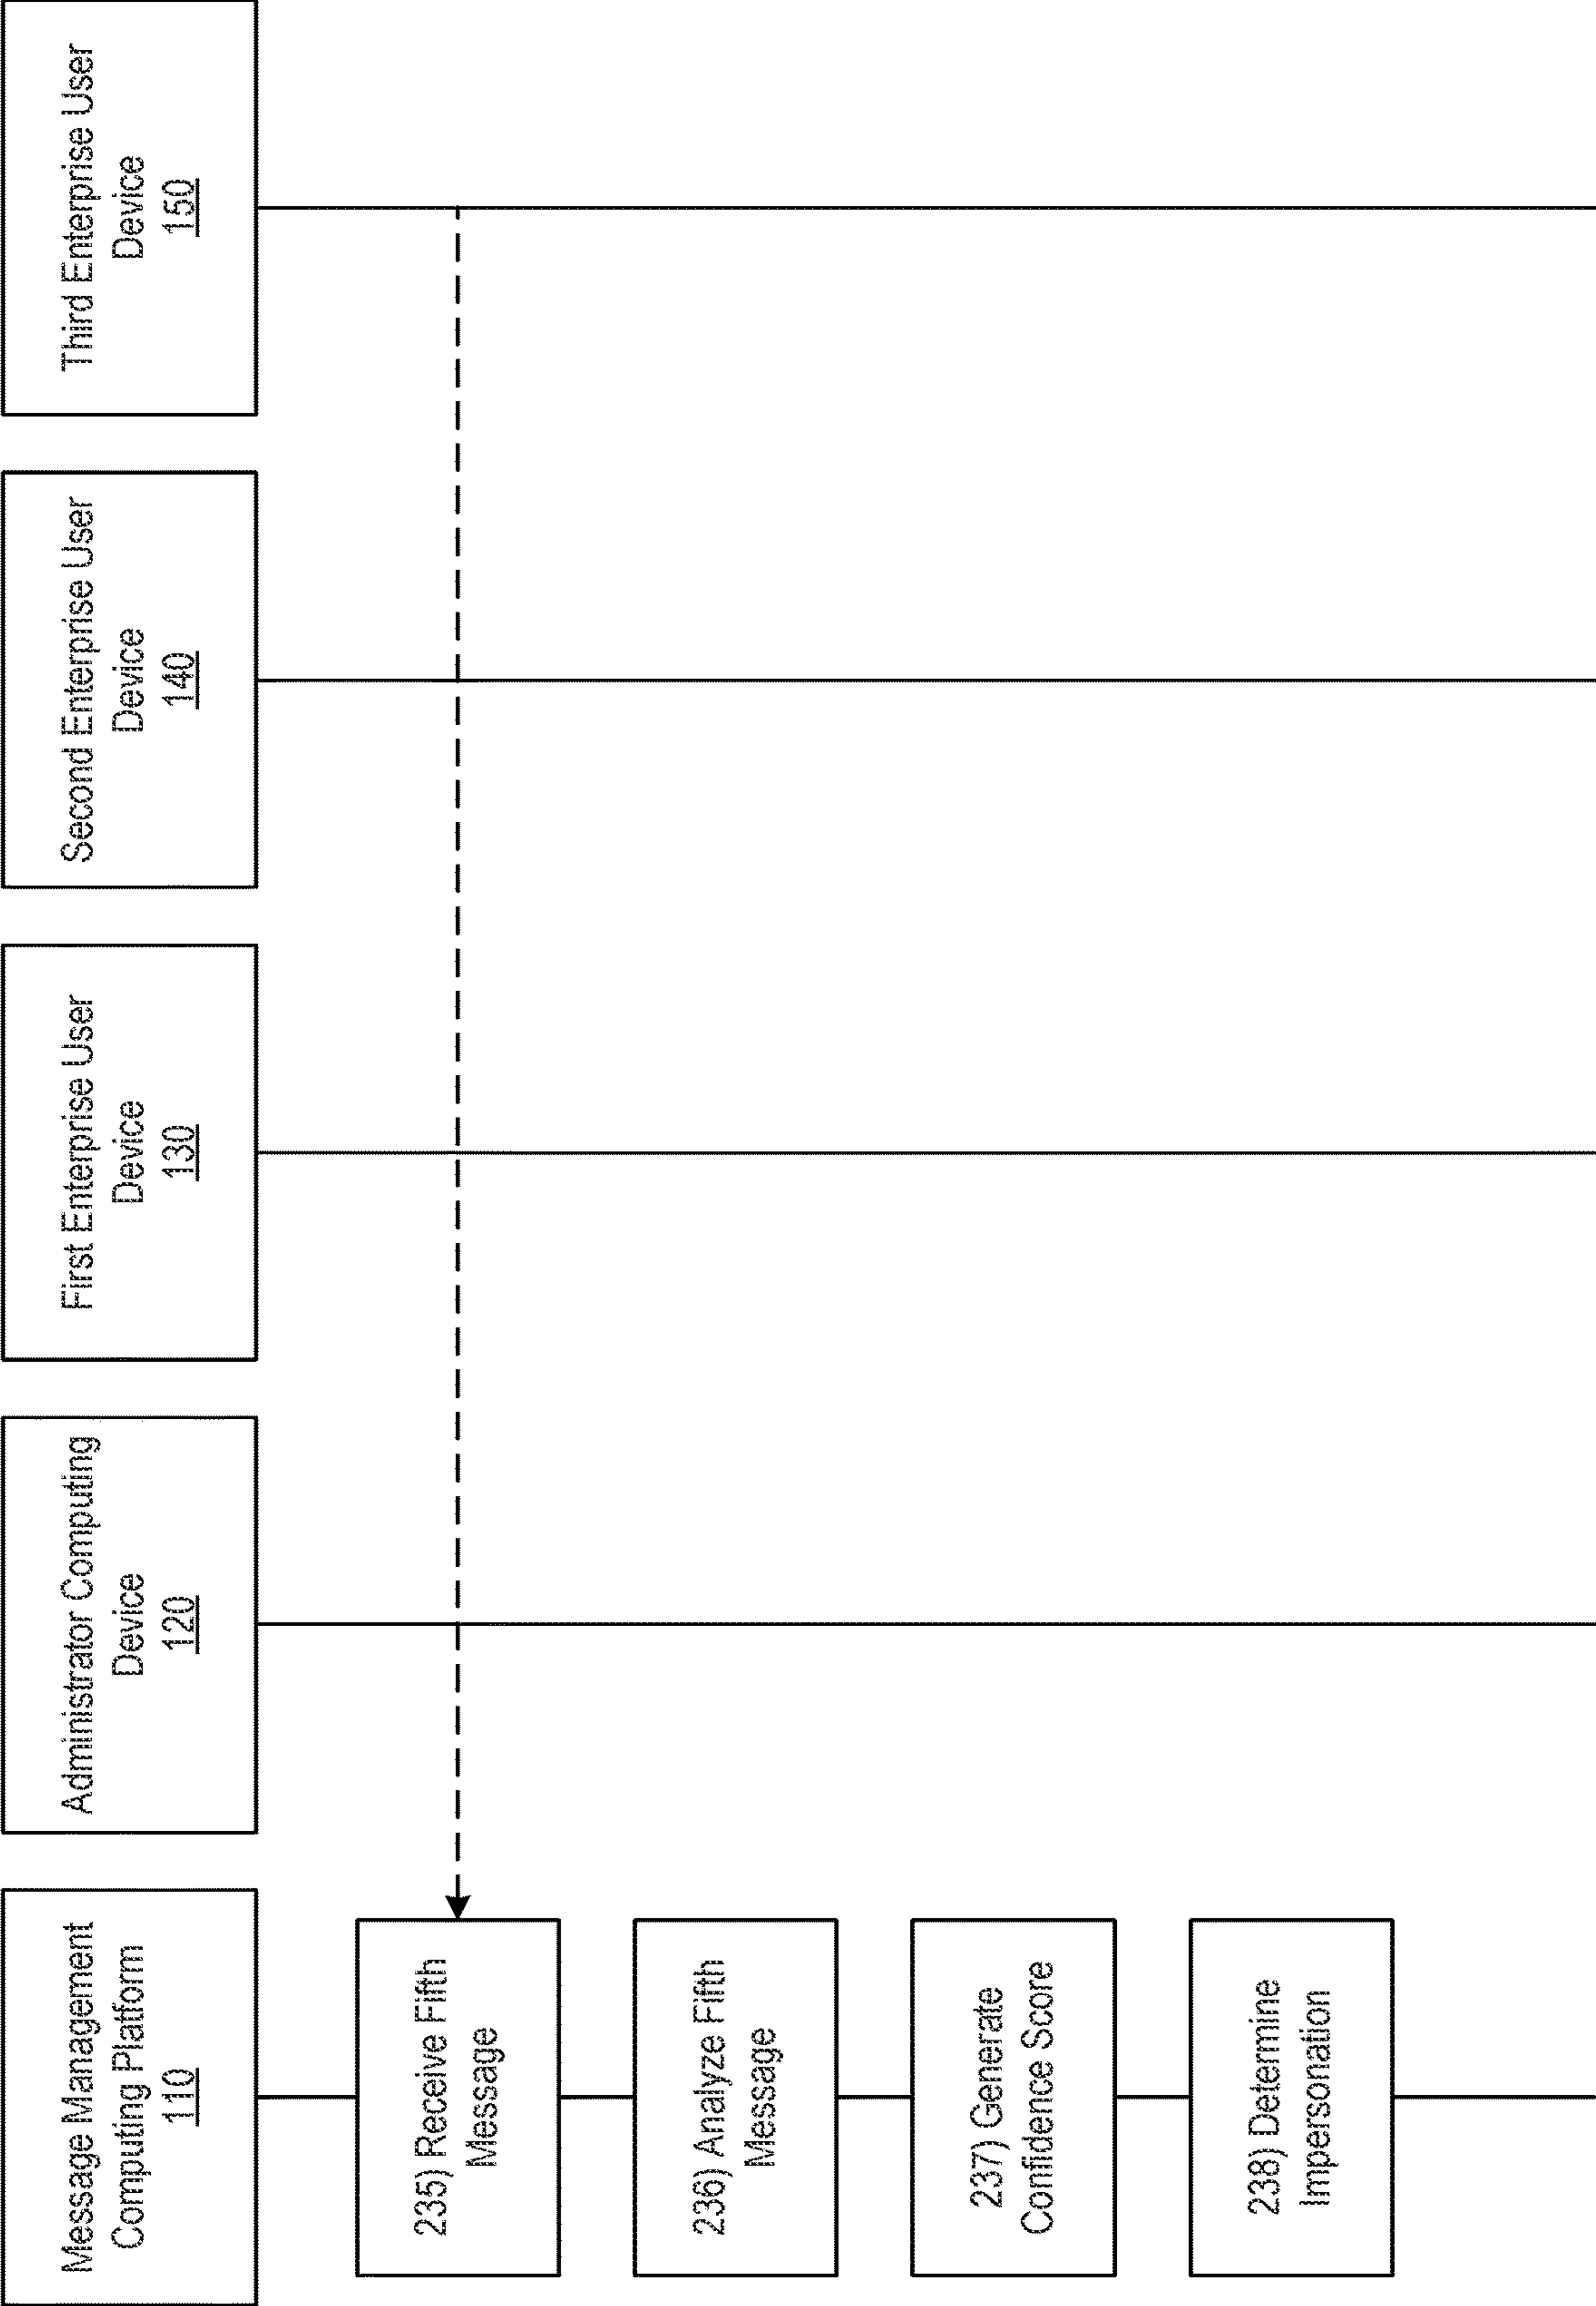 Message Management
Computing Platform
110
Administrator Computing
Device
120
First Enterprise User
Device
130
Second Enterprise User
Device
140
Third Enterprise User
Device
150
235) Receive Fifth
Message
236) Analyze Fifth
Message
237) Generate
Confidence Score
238) Determine
Impersonation